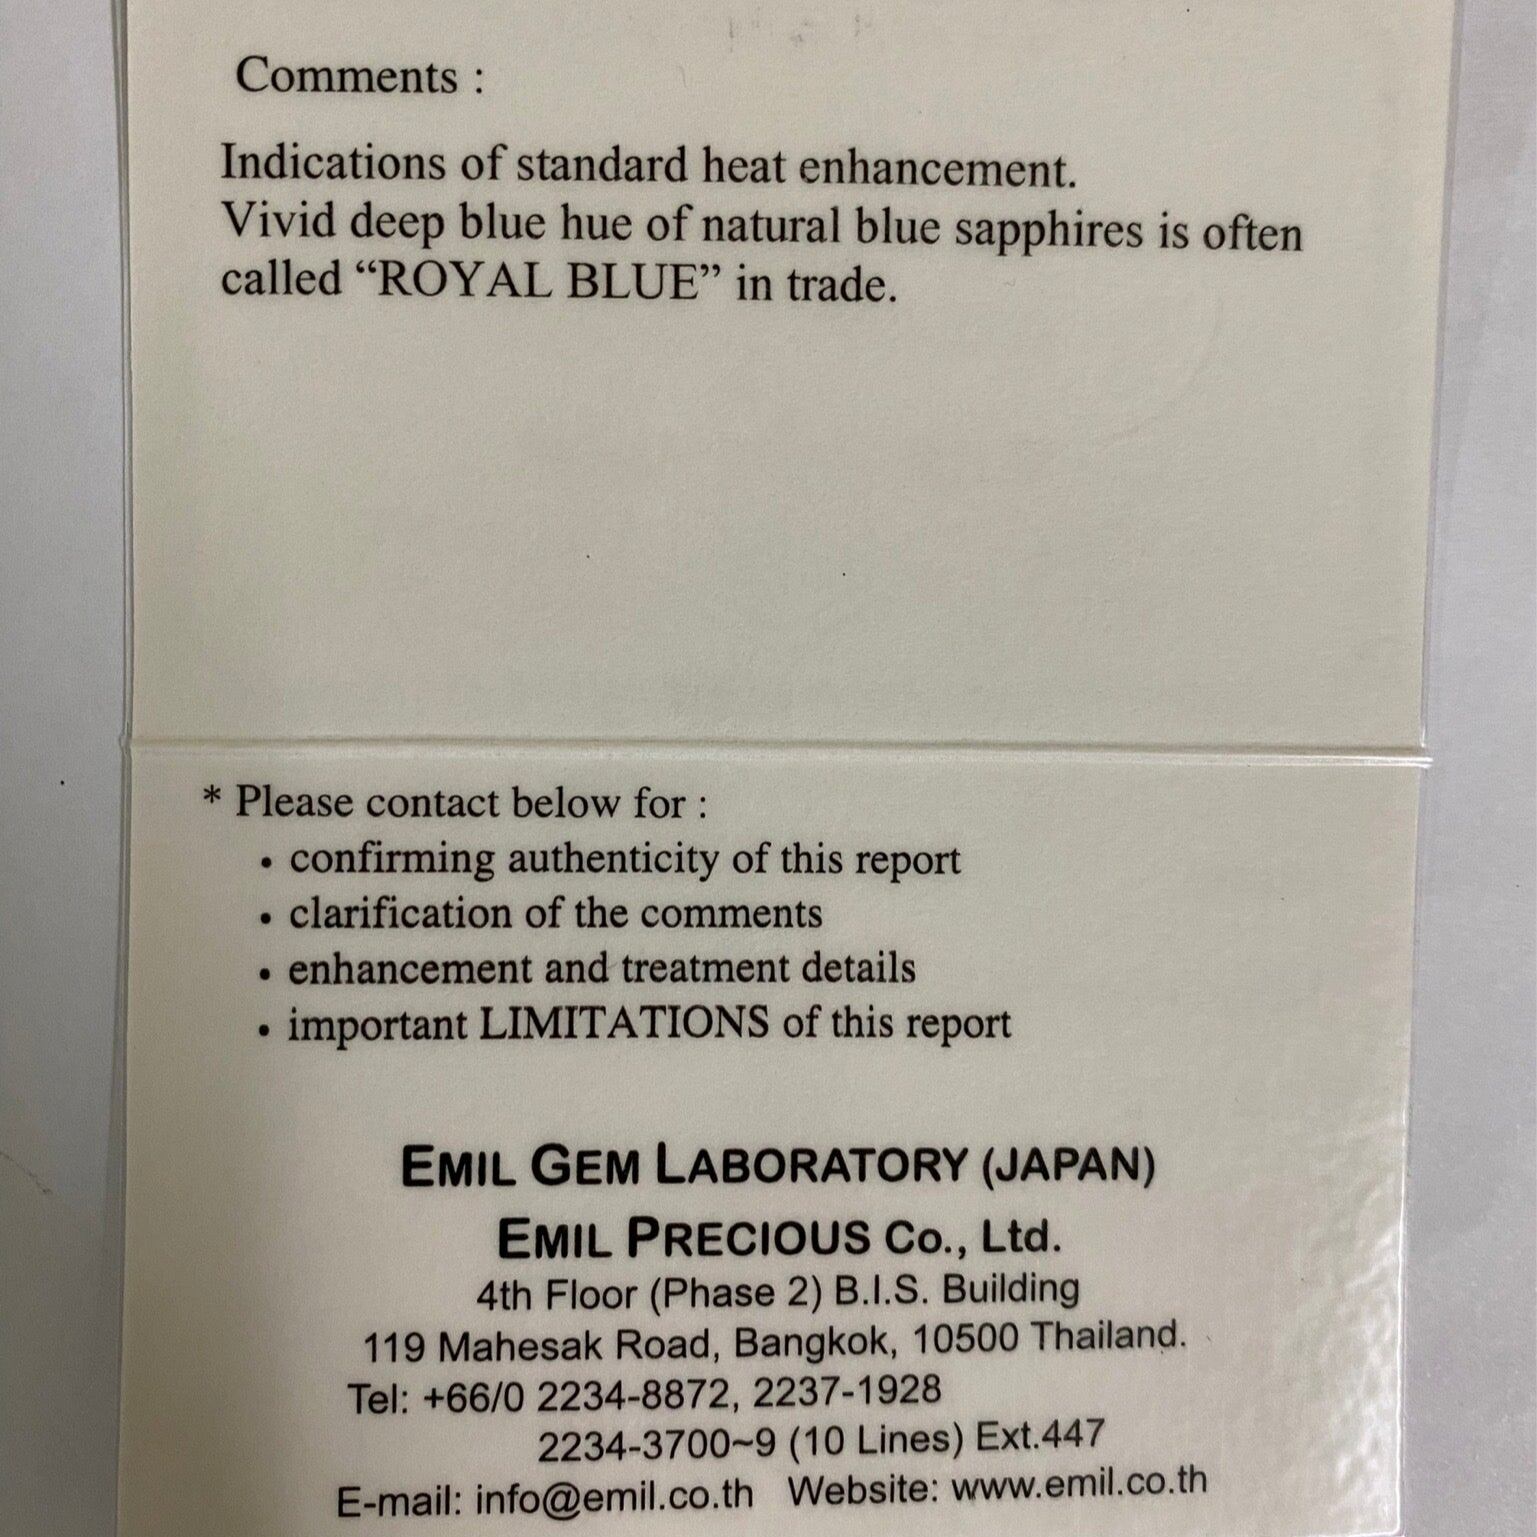 Comments :
Indications of standard heat enhancement.
Vivid deep blue hue of natural blue sapphires is often
called “ROYAL BLUE” in trade.
* Please contact below for :
• confirming authenticity of this report
• clarification of the comments
• enhancement and treatment details
• important LIMITATIONS of this report
EMIL GEM LABORATORY (JAPAN)
EMIL PRECIOUS Co., Ltd.
4th Floor (Phase 2) B.I.S. Building
119 Mahesak Road, Bangkok, 10500 Thailand.
Tel: +66/0 2234-8872, 2237-1928
2234-3700~9 (10 Lines) Ext.447
E-mail: info@emil.co.th Website: www.emil.co.th